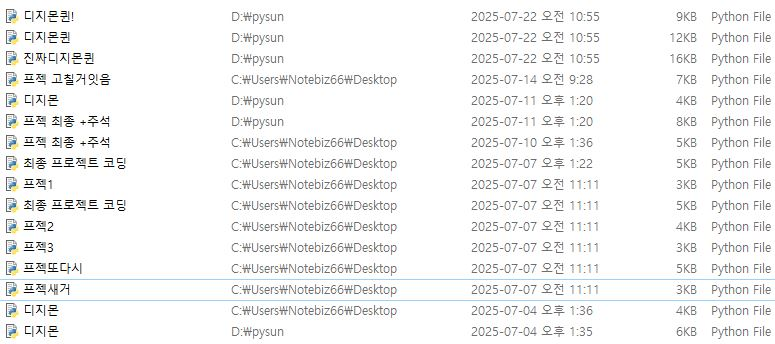 디지몬퀸! D:₩pysun 2025-07-22 오전 10:55 9KB Python File
디지몬퀸 D:₩pysun 2025-07-22 오전 10:55 12KB Python File
진짜디지몬퀸 D:₩pysun 2025-07-22 오전 10:55 16KB Python File
프젝 고칠거잇음 C:₩Users₩Notebiz66₩Desktop 2025-07-14 오전 9:28 7KB Python File
디지몬 D:₩pysun 2025-07-11 오후 1:20 4KB Python File
프젝 최종 +주석 D:₩pysun 2025-07-11 오후 1:20 8KB Python File
프젝 최종 +주석 C:₩Users₩Notebiz66₩Desktop 2025-07-10 오후 1:36 5KB Python File
최종 프로젝트 코딩 C:₩Users₩Notebiz66₩Desktop 2025-07-07 오후 1:22 5KB Python File
프젝1 C:₩Users₩Notebiz66₩Desktop 2025-07-07 오전 11:11 3KB Python File
최종 프로젝트 코딩 C:₩Users₩Notebiz66₩Desktop 2025-07-07 오전 11:11 5KB Python File
프젝2 C:₩Users₩Notebiz66₩Desktop 2025-07-07 오전 11:11 4KB Python File
프젝3 C:₩Users₩Notebiz66₩Desktop 2025-07-07 오전 11:11 3KB Python File
프젝또다시 C:₩Users₩Notebiz66₩Desktop 2025-07-07 오전 11:11 5KB Python File
프젝새거 C:₩Users₩Notebiz66₩Desktop 2025-07-07 오전 11:11 3KB Python File
디지몬 C:₩Users₩Notebiz66₩Desktop 2025-07-04 오후 1:36 4KB Python File
디지몬 D:₩pysun 2025-07-04 오후 1:35 6KB Python File